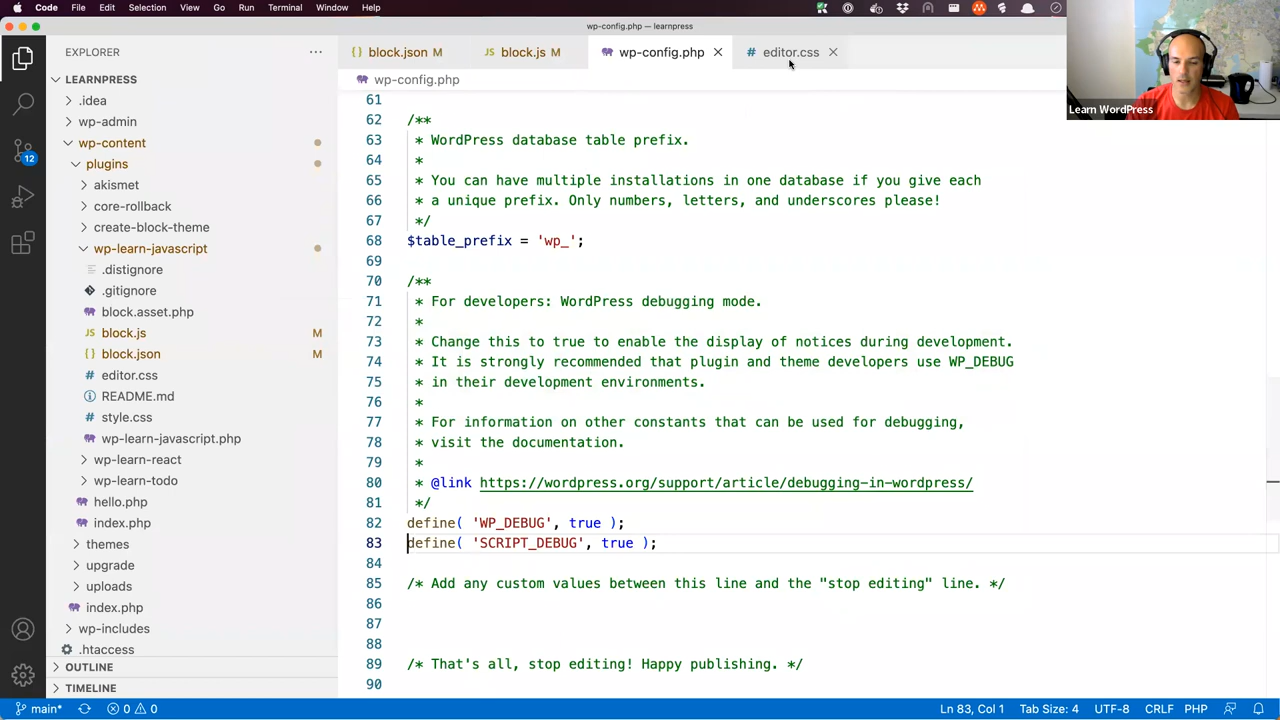 Code File Edit Selection View Go Run Terminal Window Help
wp-config.php — learnpress
EXPLORER
LEARNPRESS
.idea
wp-admin
wp-content
plugins
akismet
core-rollback
create-block-theme
wp-learn-javascript
.distignore
.gitignore
block.asset.php
block.js M
block.json M
editor.css
README.md
style.css
wp-learn-javascript.php
wp-learn-react
wp-learn-todo
hello.php
index.php
themes
upgrade
uploads
index.php
wp-includes
.htaccess
OUTLINE
TIMELINE
12
{} block.json M JS block.js M wp-config.php # editor.css
wp-config.php
61
62 /**
63 * WordPress database table prefix.
64 *
65 * You can have multiple installations in one database if you give each
66 * a unique prefix. Only numbers, letters, and underscores please!
67 */
68 $table_prefix = 'wp_';
69
70 /**
71 * For developers: WordPress debugging mode.
72 *
73 * Change this to true to enable the display of notices during development.
74 * It is strongly recommended that plugin and theme developers use WP_DEBUG
75 * in their development environments.
76 *
77 * For information on other constants that can be used for debugging,
78 * visit the documentation.
79 *
80 * @link https://wordpress.org/support/article/debugging-in-wordpress/
81 */
82 define( 'WP_DEBUG', true );
83 define( 'SCRIPT_DEBUG', true );
84
85 /* Add any custom values between this line and the "stop editing" line. */
86
87
88
89 /* That's all, stop editing! Happy publishing. */
90
Learn WordPress
main* 0 0 Ln 83, Col 1 Tab Size: 4 UTF-8 CRLF PHP